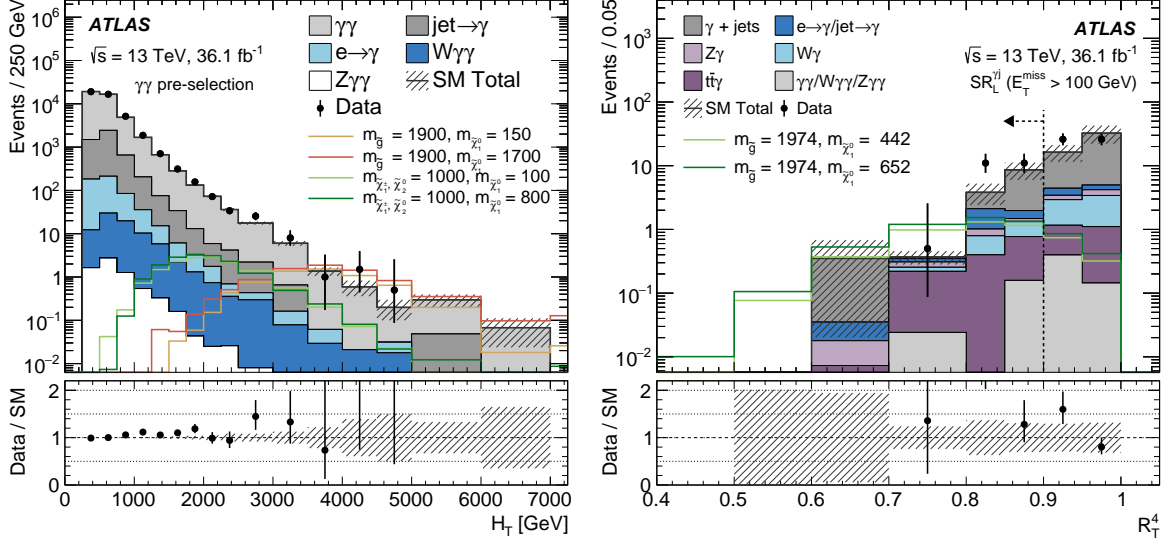 ATLAS
√s = 13 TeV, 36.1 fb⁻¹
γγ pre-selection
γγ
jet→γ
e→γ
Wγγ
Zγγ
SM Total
Data
m_g̃ = 1900, m_χ̃₁⁰ = 150
m_g̃ = 1900, m_χ̃₁⁰ = 1700
m_χ̃₁±, χ̃₂⁰ = 1000, m_χ̃₁⁰ = 100
m_χ̃₁±, χ̃₂⁰ = 1000, m_χ̃₁⁰ = 800
Events / 250 GeV
10⁶
10⁵
10⁴
10³
10²
10
1
10⁻¹
10⁻²
Data / SM
2
1
0
0 1000 2000 3000 4000 5000 6000 7000
H_T [GeV]
γ + jets
e→γ/jet→γ
Zγ
Wγ
tt̄γ
γγ/Wγγ/Zγγ
SM Total
Data
ATLAS
√s = 13 TeV, 36.1 fb⁻¹
SR_L^γj (E_T^miss > 100 GeV)
m_g̃ = 1974, m_χ̃₁⁰ = 442
m_g̃ = 1974, m_χ̃₁⁰ = 652
Events / 0.05
10³
10²
10
1
10⁻¹
10⁻²
Data / SM
2
1
0
0.4 0.5 0.6 0.7 0.8 0.9 1
R_T⁴